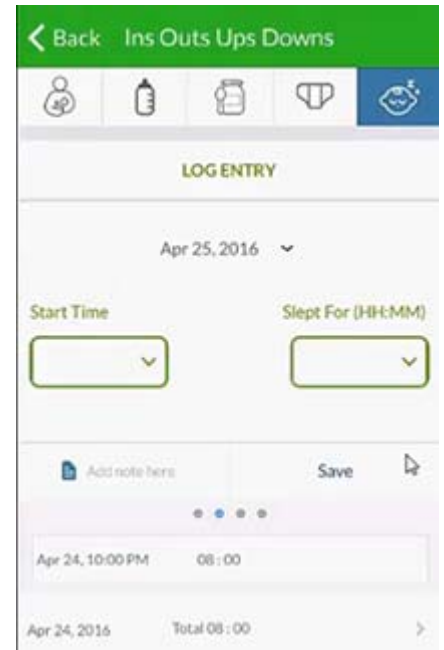 Back Ins Outs Ups Downs
LOG ENTRY
Apr 25, 2016
Start Time Slept For (HH:MM)
Add note here Save
Apr 24, 10:00 PM 08:00
Apr 24, 2016 Total 08:00